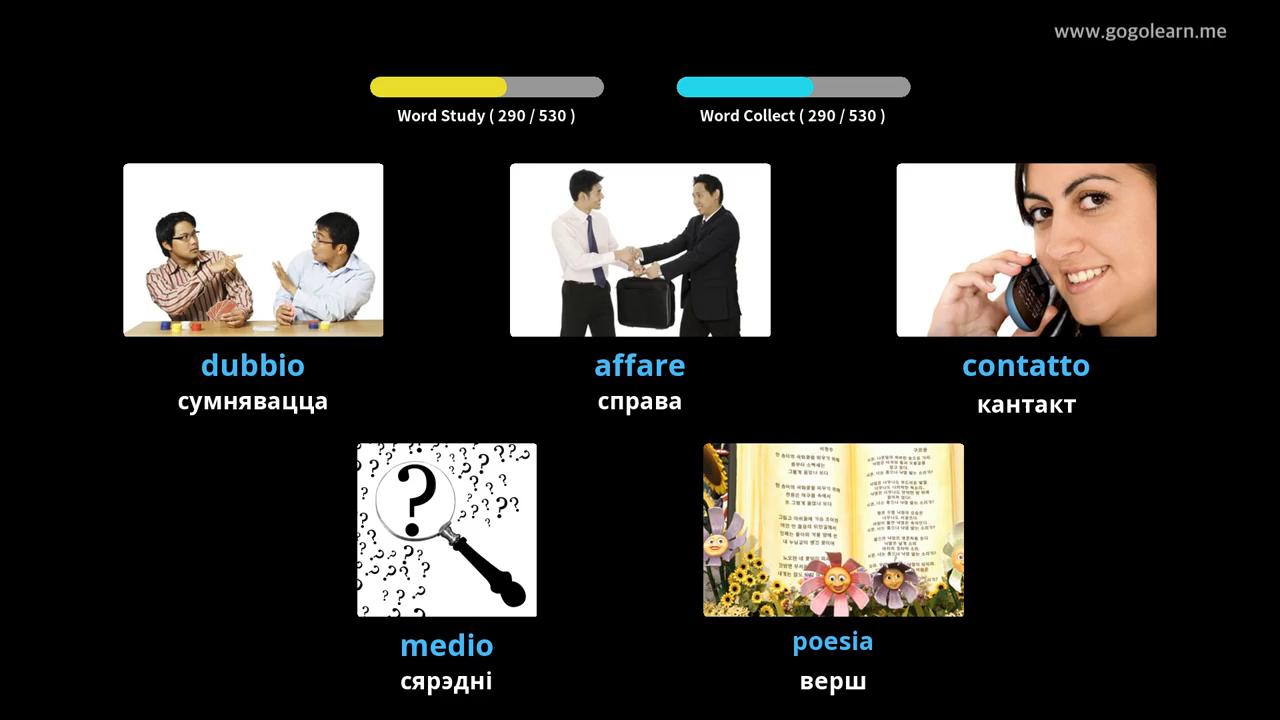 www.gogolearn.me
Word Study ( 290 / 530 )
Word Collect ( 290 / 530 )
dubbio
сумнявацца
affare
справа
contatto
кантакт
medio
сярэдні
poesia
верш